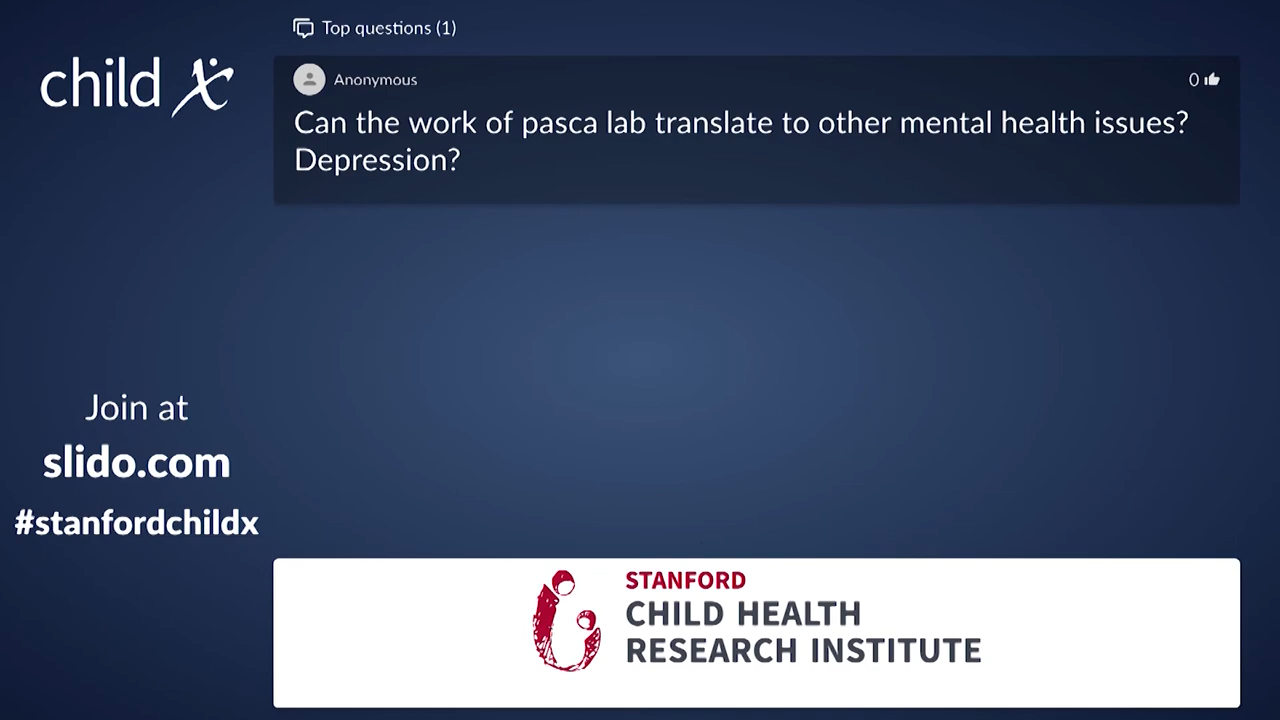 Top questions (1)
child x
Anonymous
0
Can the work of pasca lab translate to other mental health issues?
Depression?
Join at
slido.com
#stanfordchildx
STANFORD
CHILD HEALTH
RESEARCH INSTITUTE